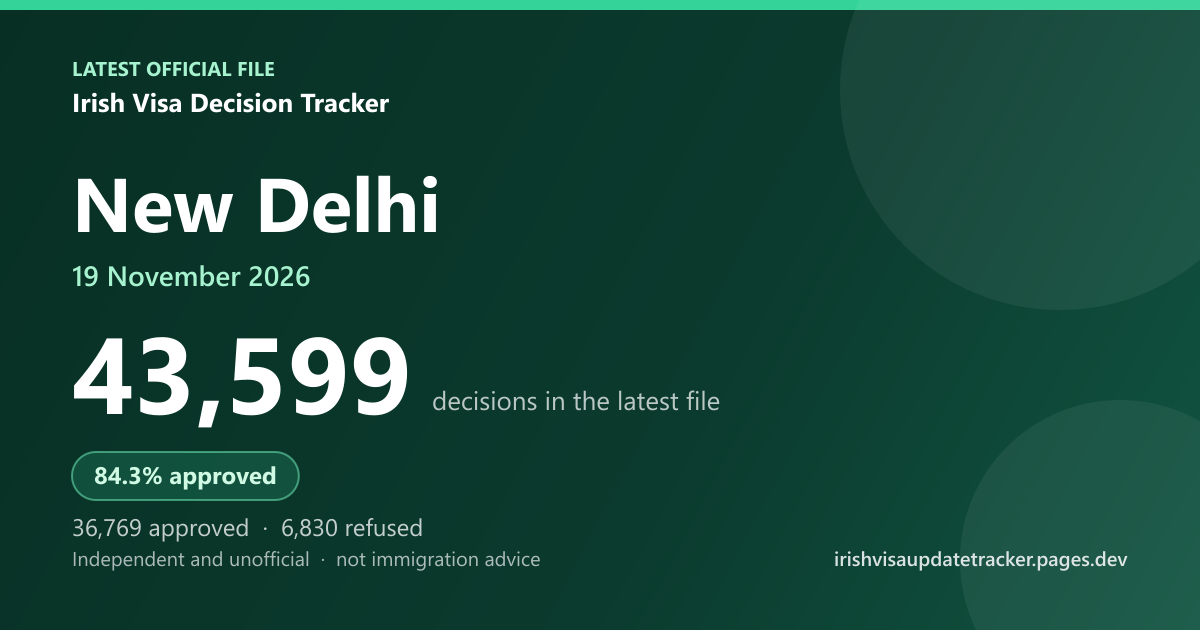 LATEST OFFICIAL FILE
Irish Visa Decision Tracker
New Delhi
19 November 2026
43,599 decisions in the latest file
84.3% approved
36,769 approved · 6,830 refused
Independent and unofficial · not immigration advice
irishvisaupdatetracker.pages.dev